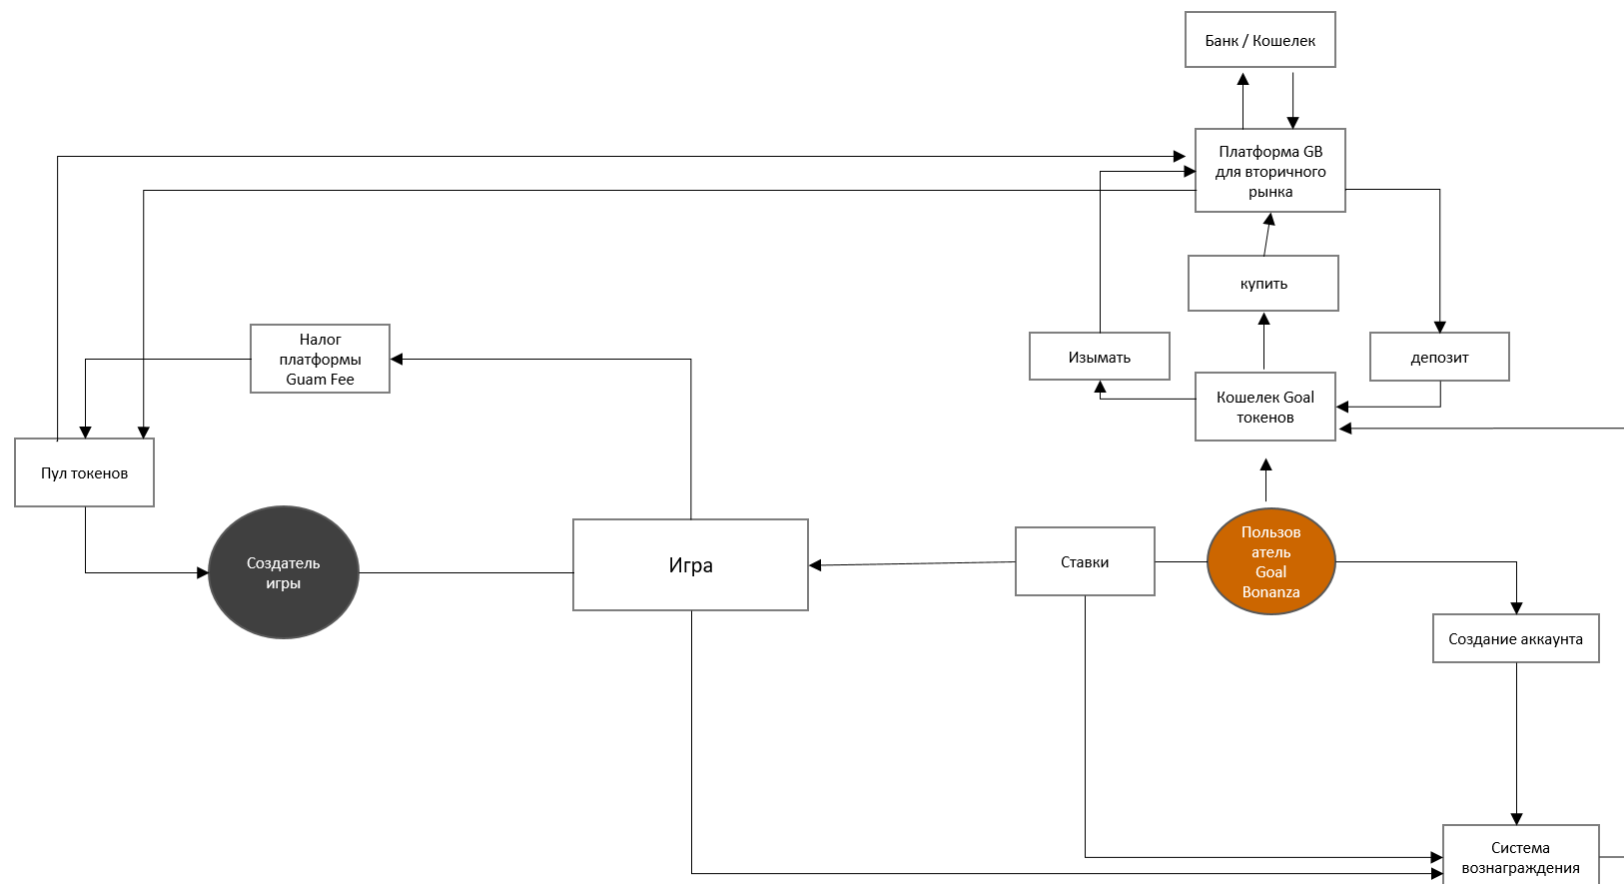 Банк / Кошелек
Платформа GB
для вторичного
рынка
купить
Налог
платформы
Guam Fee
Изымать
депозит
Кошелек Goal
токенов
Пул токенов
Создатель
игры
Игра
Ставки
Пользов
атель
Goal
Bonanza
Создание аккаунта
Система
вознаграждения